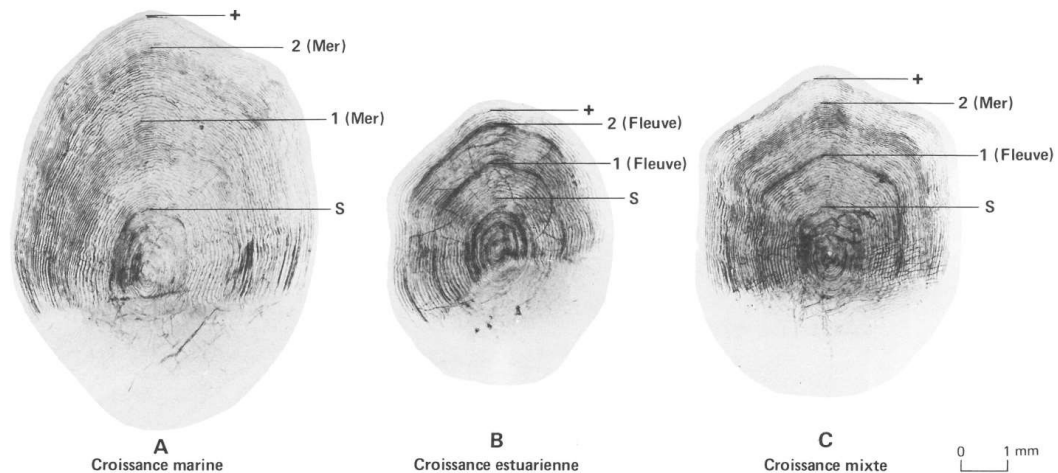 +
2 (Mer)
1 (Mer)
S
A
Croissance marine
+
2 (Fleuve)
1 (Fleuve)
S
B
Croissance estuarienne
+
2 (Mer)
1 (Fleuve)
S
C
Croissance mixte
0 1 mm